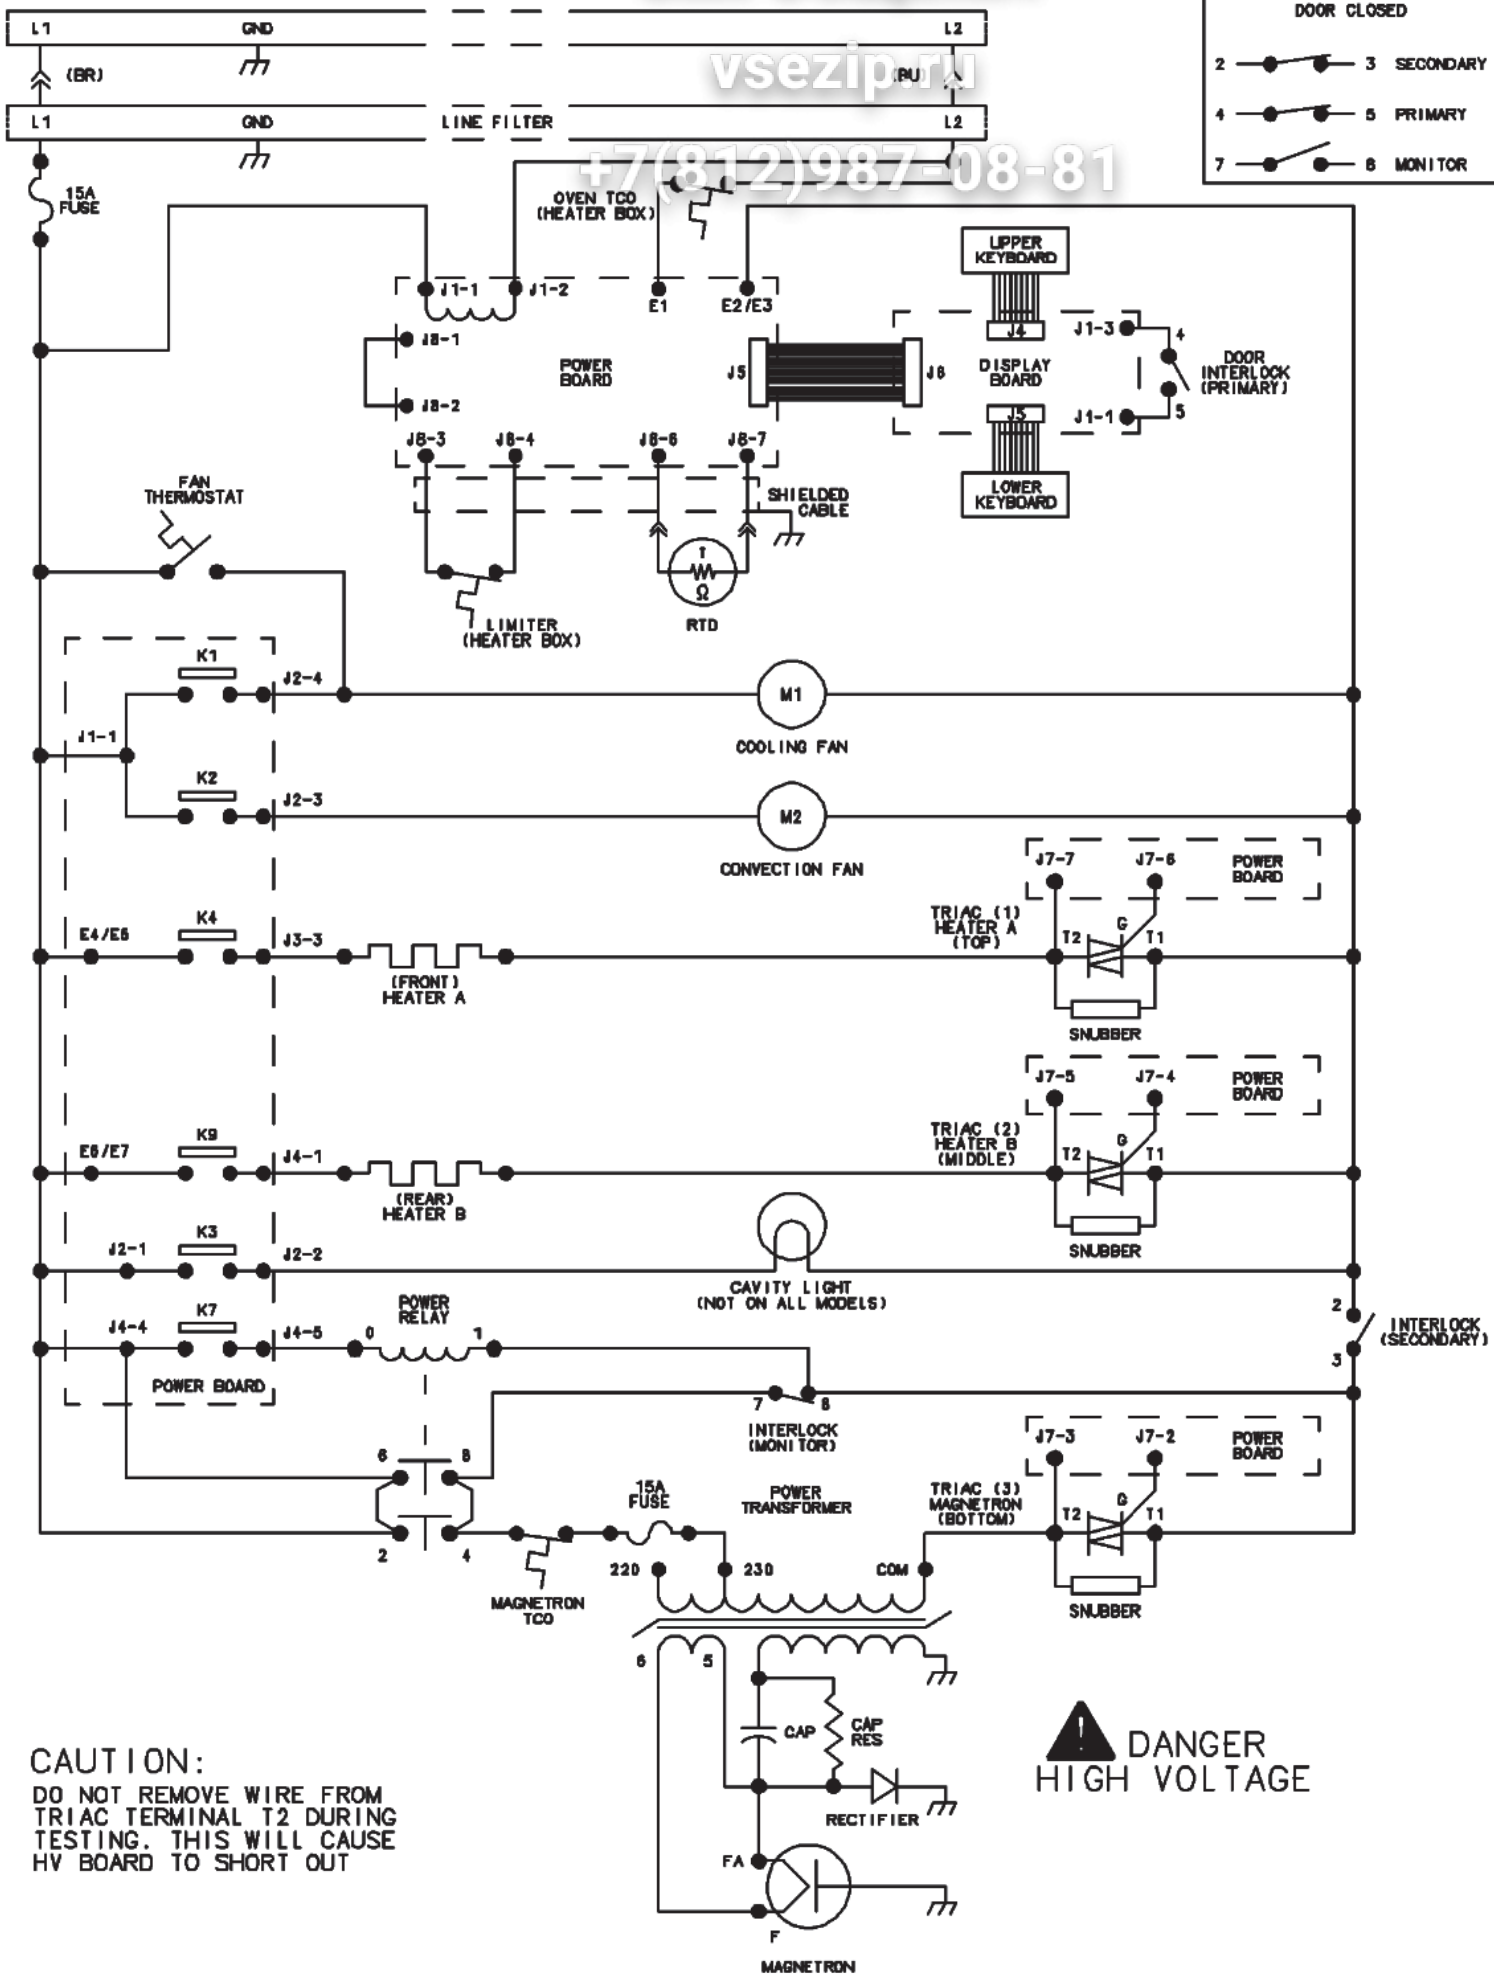 L1 GND L2
DOOR CLOSED
(BR) vsezip.ru (BU)
2 3 SECONDARY
L1 GND LINE FILTER L2
4 5 PRIMARY
+7(812)987-08-81
7 8 MONITOR
15A
FUSE
OVEN TCO
(HEATER BOX)
UPPER
KEYBOARD
J1-1 J1-2 E1 E2/E3
J4 J1-3 4
J8-1
POWER
BOARD
J5 J6
DISPLAY
BOARD
DOOR
INTERLOCK
(PRIMARY)
J8-2
J5 J1-1 5
J8-3 J8-4 J8-6 J8-7
LOWER
KEYBOARD
SHIELDED
CABLE
FAN
THERMOSTAT
T
Ω
RTD
LIMITER
(HEATER BOX)
K1
J2-4
M1
J1-1
COOLING FAN
K2
J2-3
M2
CONVECTION FAN
J7-7 J7-6 POWER
BOARD
K4
E4/E5 J3-3
TRIAC (1)
HEATER A
(TOP)
T2 G T1
(FRONT)
HEATER A
SNUBBER
J7-5 J7-4 POWER
BOARD
K9
E6/E7 J4-1
TRIAC (2)
HEATER B
(MIDDLE)
T2 G T1
(REAR)
HEATER B
SNUBBER
K3
J2-1 J2-2
CAVITY LIGHT
(NOT ON ALL MODELS)
K7
J4-4 J4-5
POWER
RELAY
0 1
2
INTERLOCK
(SECONDARY)
3
POWER BOARD
7 8
INTERLOCK
(MONITOR)
J7-3 J7-2 POWER
BOARD
6 8
15A
FUSE
POWER
TRANSFORMER
TRIAC (3)
MAGNETRON
(BOTTOM)
T2 G T1
2 4
220 230 COM
MAGNETRON
TCO
SNUBBER
6 5
CAP CAP
RES
RECTIFIER
CAUTION:
DO NOT REMOVE WIRE FROM
TRIAC TERMINAL T2 DURING
TESTING. THIS WILL CAUSE
HV BOARD TO SHORT OUT
! DANGER
HIGH VOLTAGE
FA
F
MAGNETRON